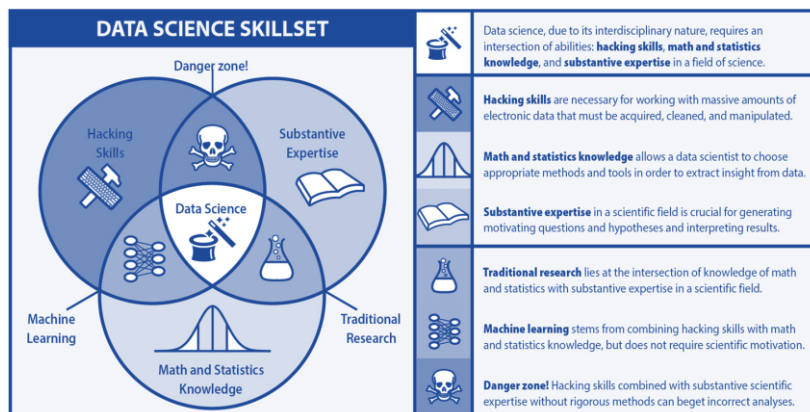 DATA SCIENCE SKILLSET
Danger zone!
Hacking
Skills
Substantive
Expertise
Data Science
Machine
Learning
Traditional
Research
Math and Statistics
Knowledge
Data science, due to its interdisciplinary nature, requires an
intersection of abilities: hacking skills, math and statistics
knowledge, and substantive expertise in a field of science.
Hacking skills are necessary for working with massive amounts of
electronic data that must be acquired, cleaned, and manipulated.
Math and statistics knowledge allows a data scientist to choose
appropriate methods and tools in order to extract insight from data.
Substantive expertise in a scientific field is crucial for generating
motivating questions and hypotheses and interpreting results.
Traditional research lies at the intersection of knowledge of math
and statistics with substantive expertise in a scientific field.
Machine learning stems from combining hacking skills with math
and statistics knowledge, but does not require scientific motivation.
Danger zone! Hacking skills combined with substantive scientific
expertise without rigorous methods can beget incorrect analyses.